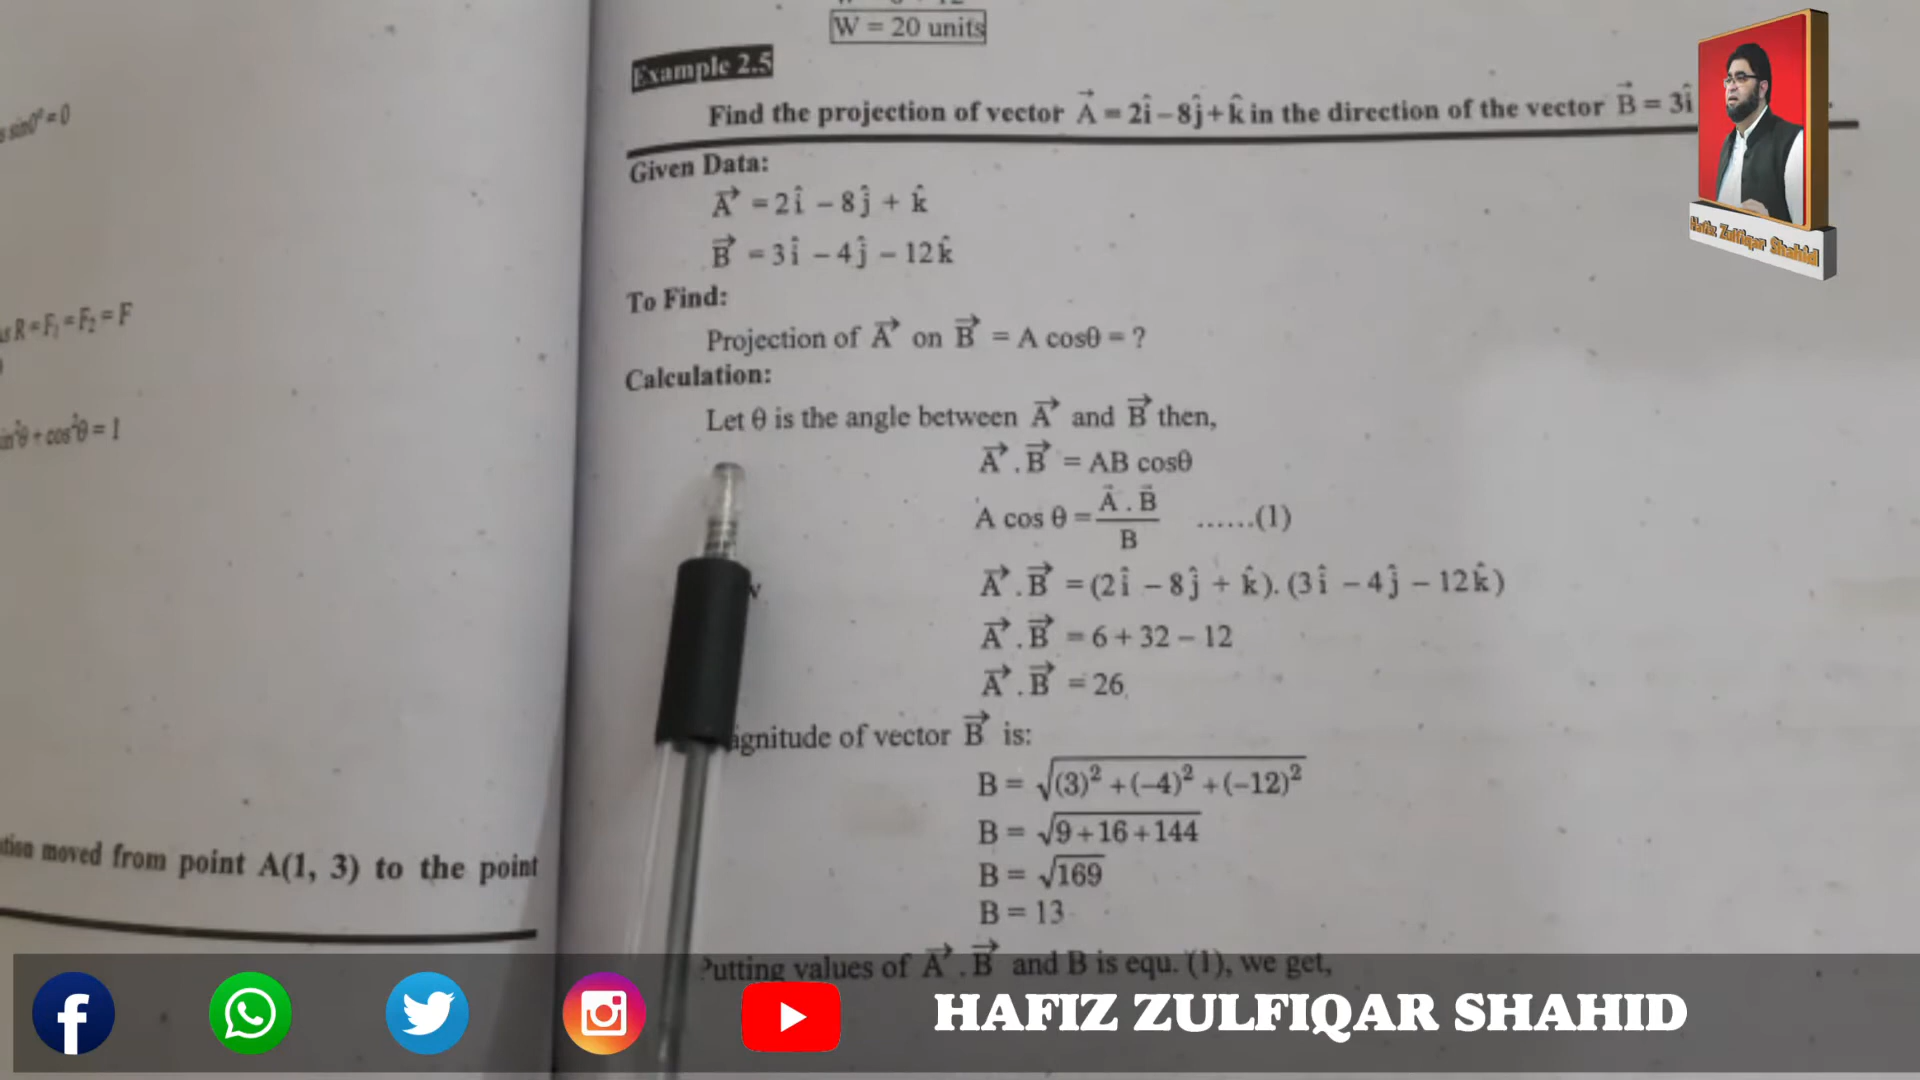 sin0° = 0
R = F₁ = F₂ = F
θ + cos²θ = 1
moved from point A(1, 3) to the point
W = 20 units
Example 2.5
Find the projection of vector A⃗ = 2î − 8ĵ + k̂ in the direction of the vector B⃗ = 3î
Given Data:
A⃗ = 2î − 8ĵ + k̂
B⃗ = 3î − 4ĵ − 12k̂
To Find:
Projection of A⃗ on B⃗ = A cosθ = ?
Calculation:
Let θ is the angle between A⃗ and B⃗ then,
A⃗ . B⃗ = AB cosθ
A cos θ = A⃗ . B⃗ / B ......(1)
A⃗ . B⃗ = (2î − 8ĵ + k̂). (3î − 4ĵ − 12k̂)
A⃗ . B⃗ = 6 + 32 − 12
A⃗ . B⃗ = 26
agnitude of vector B⃗ is:
B = √((3)² + (−4)² + (−12)²)
B = √(9 + 16 + 144)
B = √169
B = 13
Putting values of A⃗ . B⃗ and B is equ. (1), we get,
Hafiz Zulfiqar Shahid
HAFIZ ZULFIQAR SHAHID